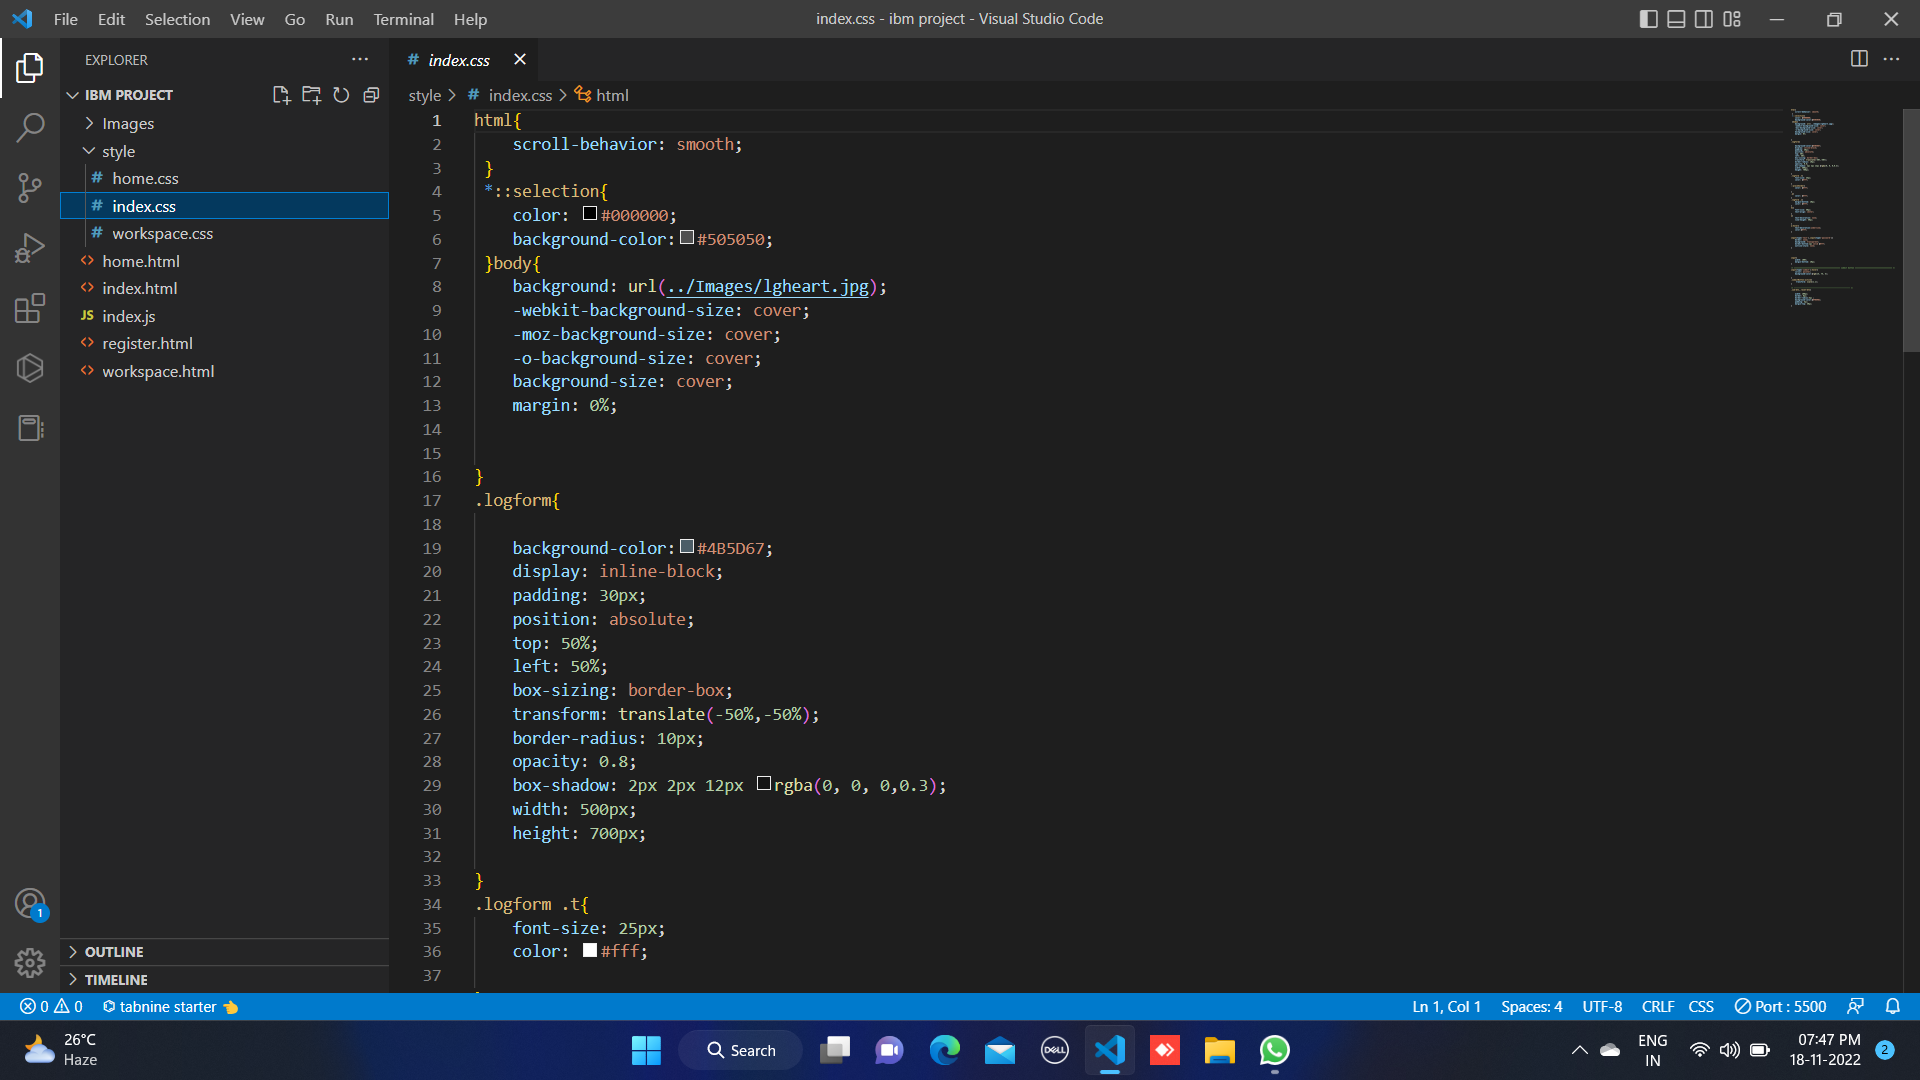 File Edit Selection View Go Run Terminal Help
index.css - ibm project - Visual Studio Code
EXPLORER
IBM PROJECT
Images
style
# home.css
# index.css
# workspace.css
<> home.html
<> index.html
JS index.js
<> register.html
<> workspace.html
OUTLINE
TIMELINE
# index.css
style > # index.css > html
1 html{
2 scroll-behavior: smooth;
3 }
4 *::selection{
5 color: #000000;
6 background-color: #505050;
7 }body{
8 background: url(../Images/lgheart.jpg);
9 -webkit-background-size: cover;
10 -moz-background-size: cover;
11 -o-background-size: cover;
12 background-size: cover;
13 margin: 0%;
14
15
16 }
17 .logform{
18
19 background-color: #4B5D67;
20 display: inline-block;
21 padding: 30px;
22 position: absolute;
23 top: 50%;
24 left: 50%;
25 box-sizing: border-box;
26 transform: translate(-50%,-50%);
27 border-radius: 10px;
28 opacity: 0.8;
29 box-shadow: 2px 2px 12px rgba(0, 0, 0,0.3);
30 width: 500px;
31 height: 700px;
32
33 }
34 .logform .t{
35 font-size: 25px;
36 color: #fff;
37
1
0 0 tabnine starter
Ln 1, Col 1 Spaces: 4 UTF-8 CRLF CSS Port : 5500
26°C
Haze
Search
DELL
ENG
IN
07:47 PM
18-11-2022
2